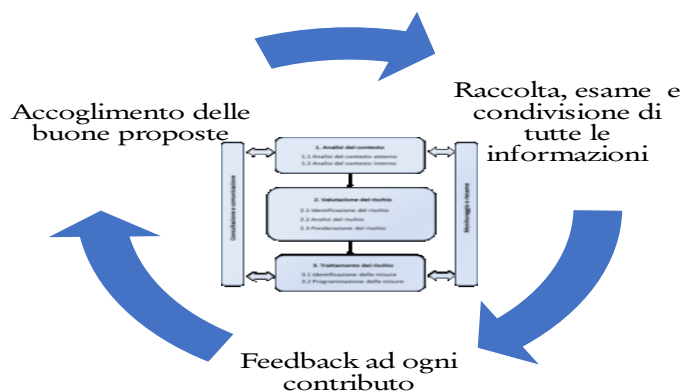 Accoglimento delle
buone proposte
Raccolta, esame e
condivisione di
tutte le
informazioni
Consultazione e comunicazione
1. Analisi del contesto
1.1 Analisi del contesto esterno
1.2 Analisi del contesto interno
2. Valutazione del rischio
2.1 Identificazione del rischio
2.2 Analisi del rischio
2.3 Ponderazione del rischio
3. Trattamento del rischio
3.1 Identificazione delle misure
3.2 Programmazione delle misure
Monitoraggio e riesame
Feedback ad ogni
contributo